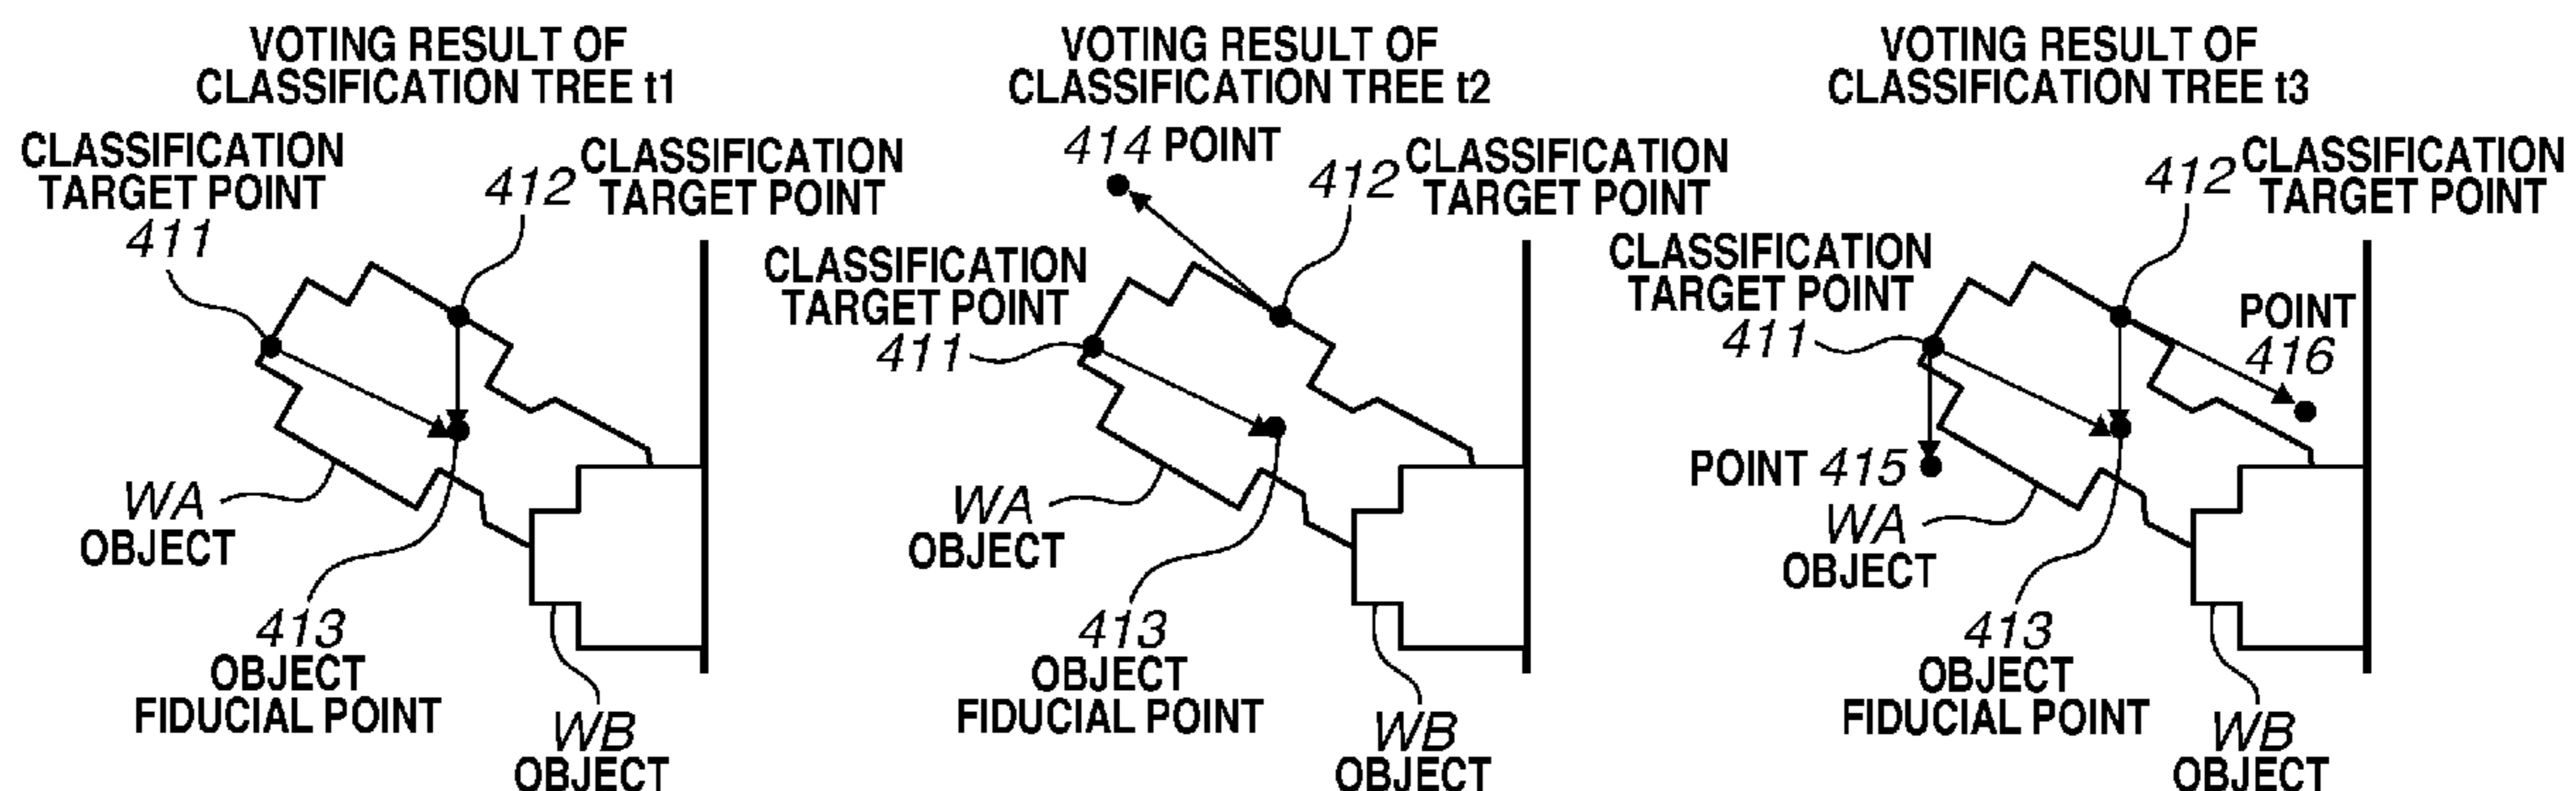 VOTING RESULT OF
CLASSIFICATION TREE t1
CLASSIFICATION
TARGET POINT
411
412
CLASSIFICATION
TARGET POINT
WA
OBJECT
413
OBJECT
FIDUCIAL POINT
WB
OBJECT
VOTING RESULT OF
CLASSIFICATION TREE t2
414 POINT
412
CLASSIFICATION
TARGET POINT
CLASSIFICATION
TARGET POINT
411
WA
OBJECT
413
OBJECT
FIDUCIAL POINT
WB
OBJECT
VOTING RESULT OF
CLASSIFICATION TREE t3
412
CLASSIFICATION
TARGET POINT
CLASSIFICATION
TARGET POINT
411
POINT
416
POINT 415
WA
OBJECT
413
OBJECT
FIDUCIAL POINT
WB
OBJECT